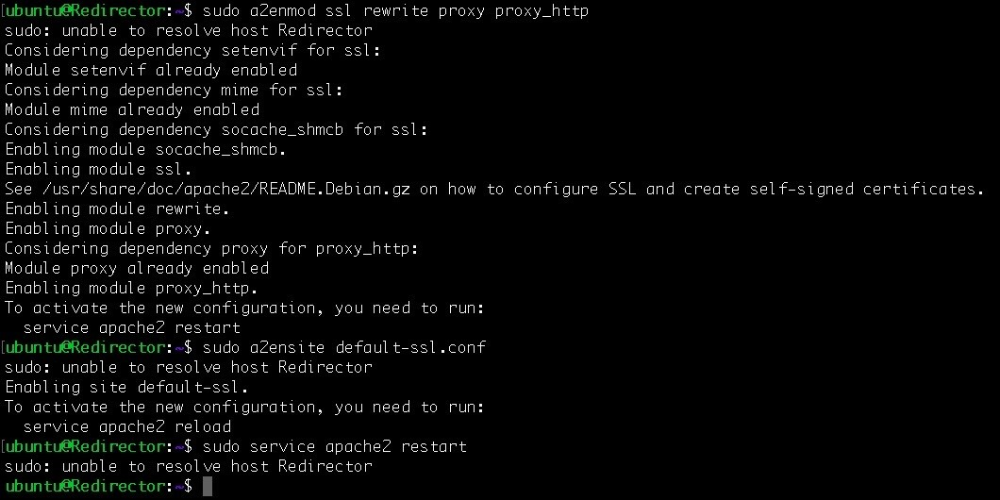 [ubuntu@Redirector:~$ sudo a2enmod ssl rewrite proxy proxy_http
sudo: unable to resolve host Redirector
Considering dependency setenvif for ssl:
Module setenvif already enabled
Considering dependency mime for ssl:
Module mime already enabled
Considering dependency socache_shmcb for ssl:
Enabling module socache_shmcb.
Enabling module ssl.
See /usr/share/doc/apache2/README.Debian.gz on how to configure SSL and create self-signed certificates.
Enabling module rewrite.
Enabling module proxy.
Considering dependency proxy for proxy_http:
Module proxy already enabled
Enabling module proxy_http.
To activate the new configuration, you need to run:
  service apache2 restart
[ubuntu@Redirector:~$ sudo a2ensite default-ssl.conf
sudo: unable to resolve host Redirector
Enabling site default-ssl.
To activate the new configuration, you need to run:
  service apache2 reload
[ubuntu@Redirector:~$ sudo service apache2 restart
sudo: unable to resolve host Redirector
ubuntu@Redirector:~$